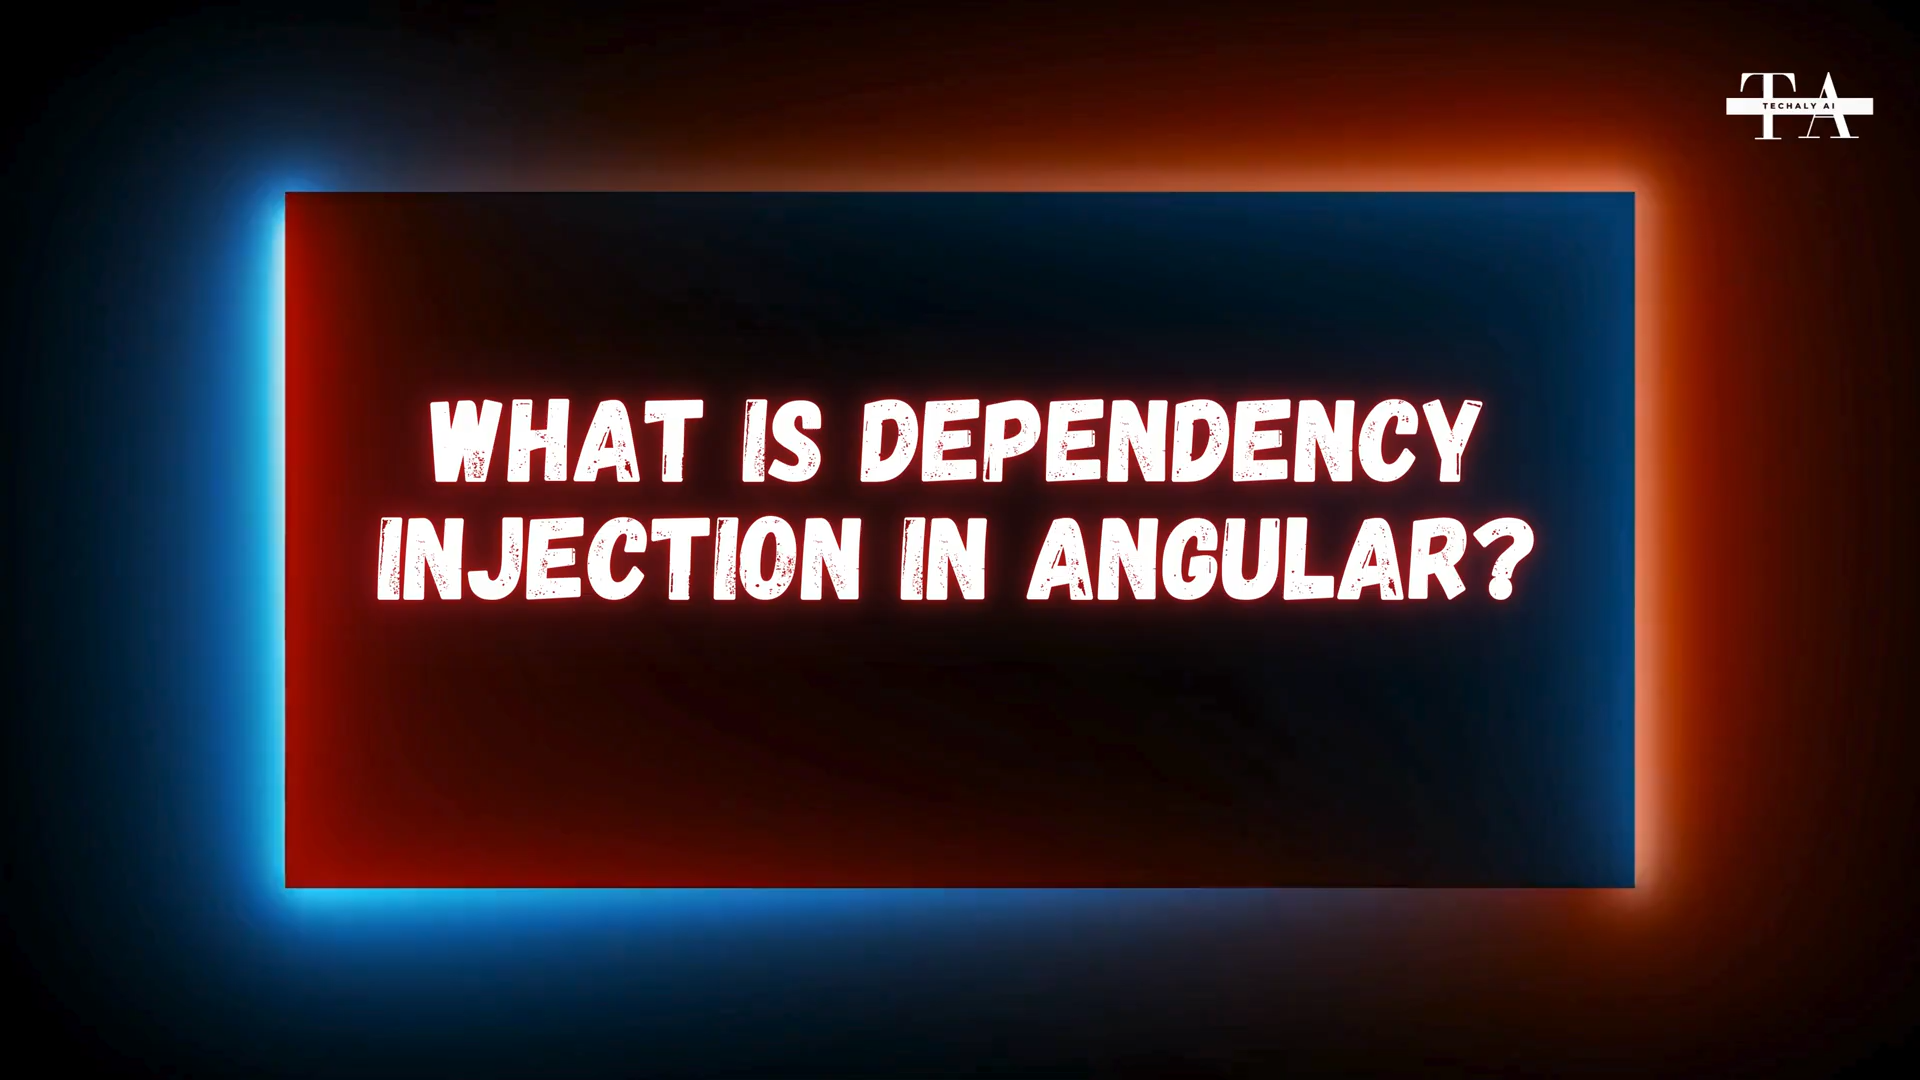 TA
TECHALY AI
WHAT IS DEPENDENCY
INJECTION IN ANGULAR?